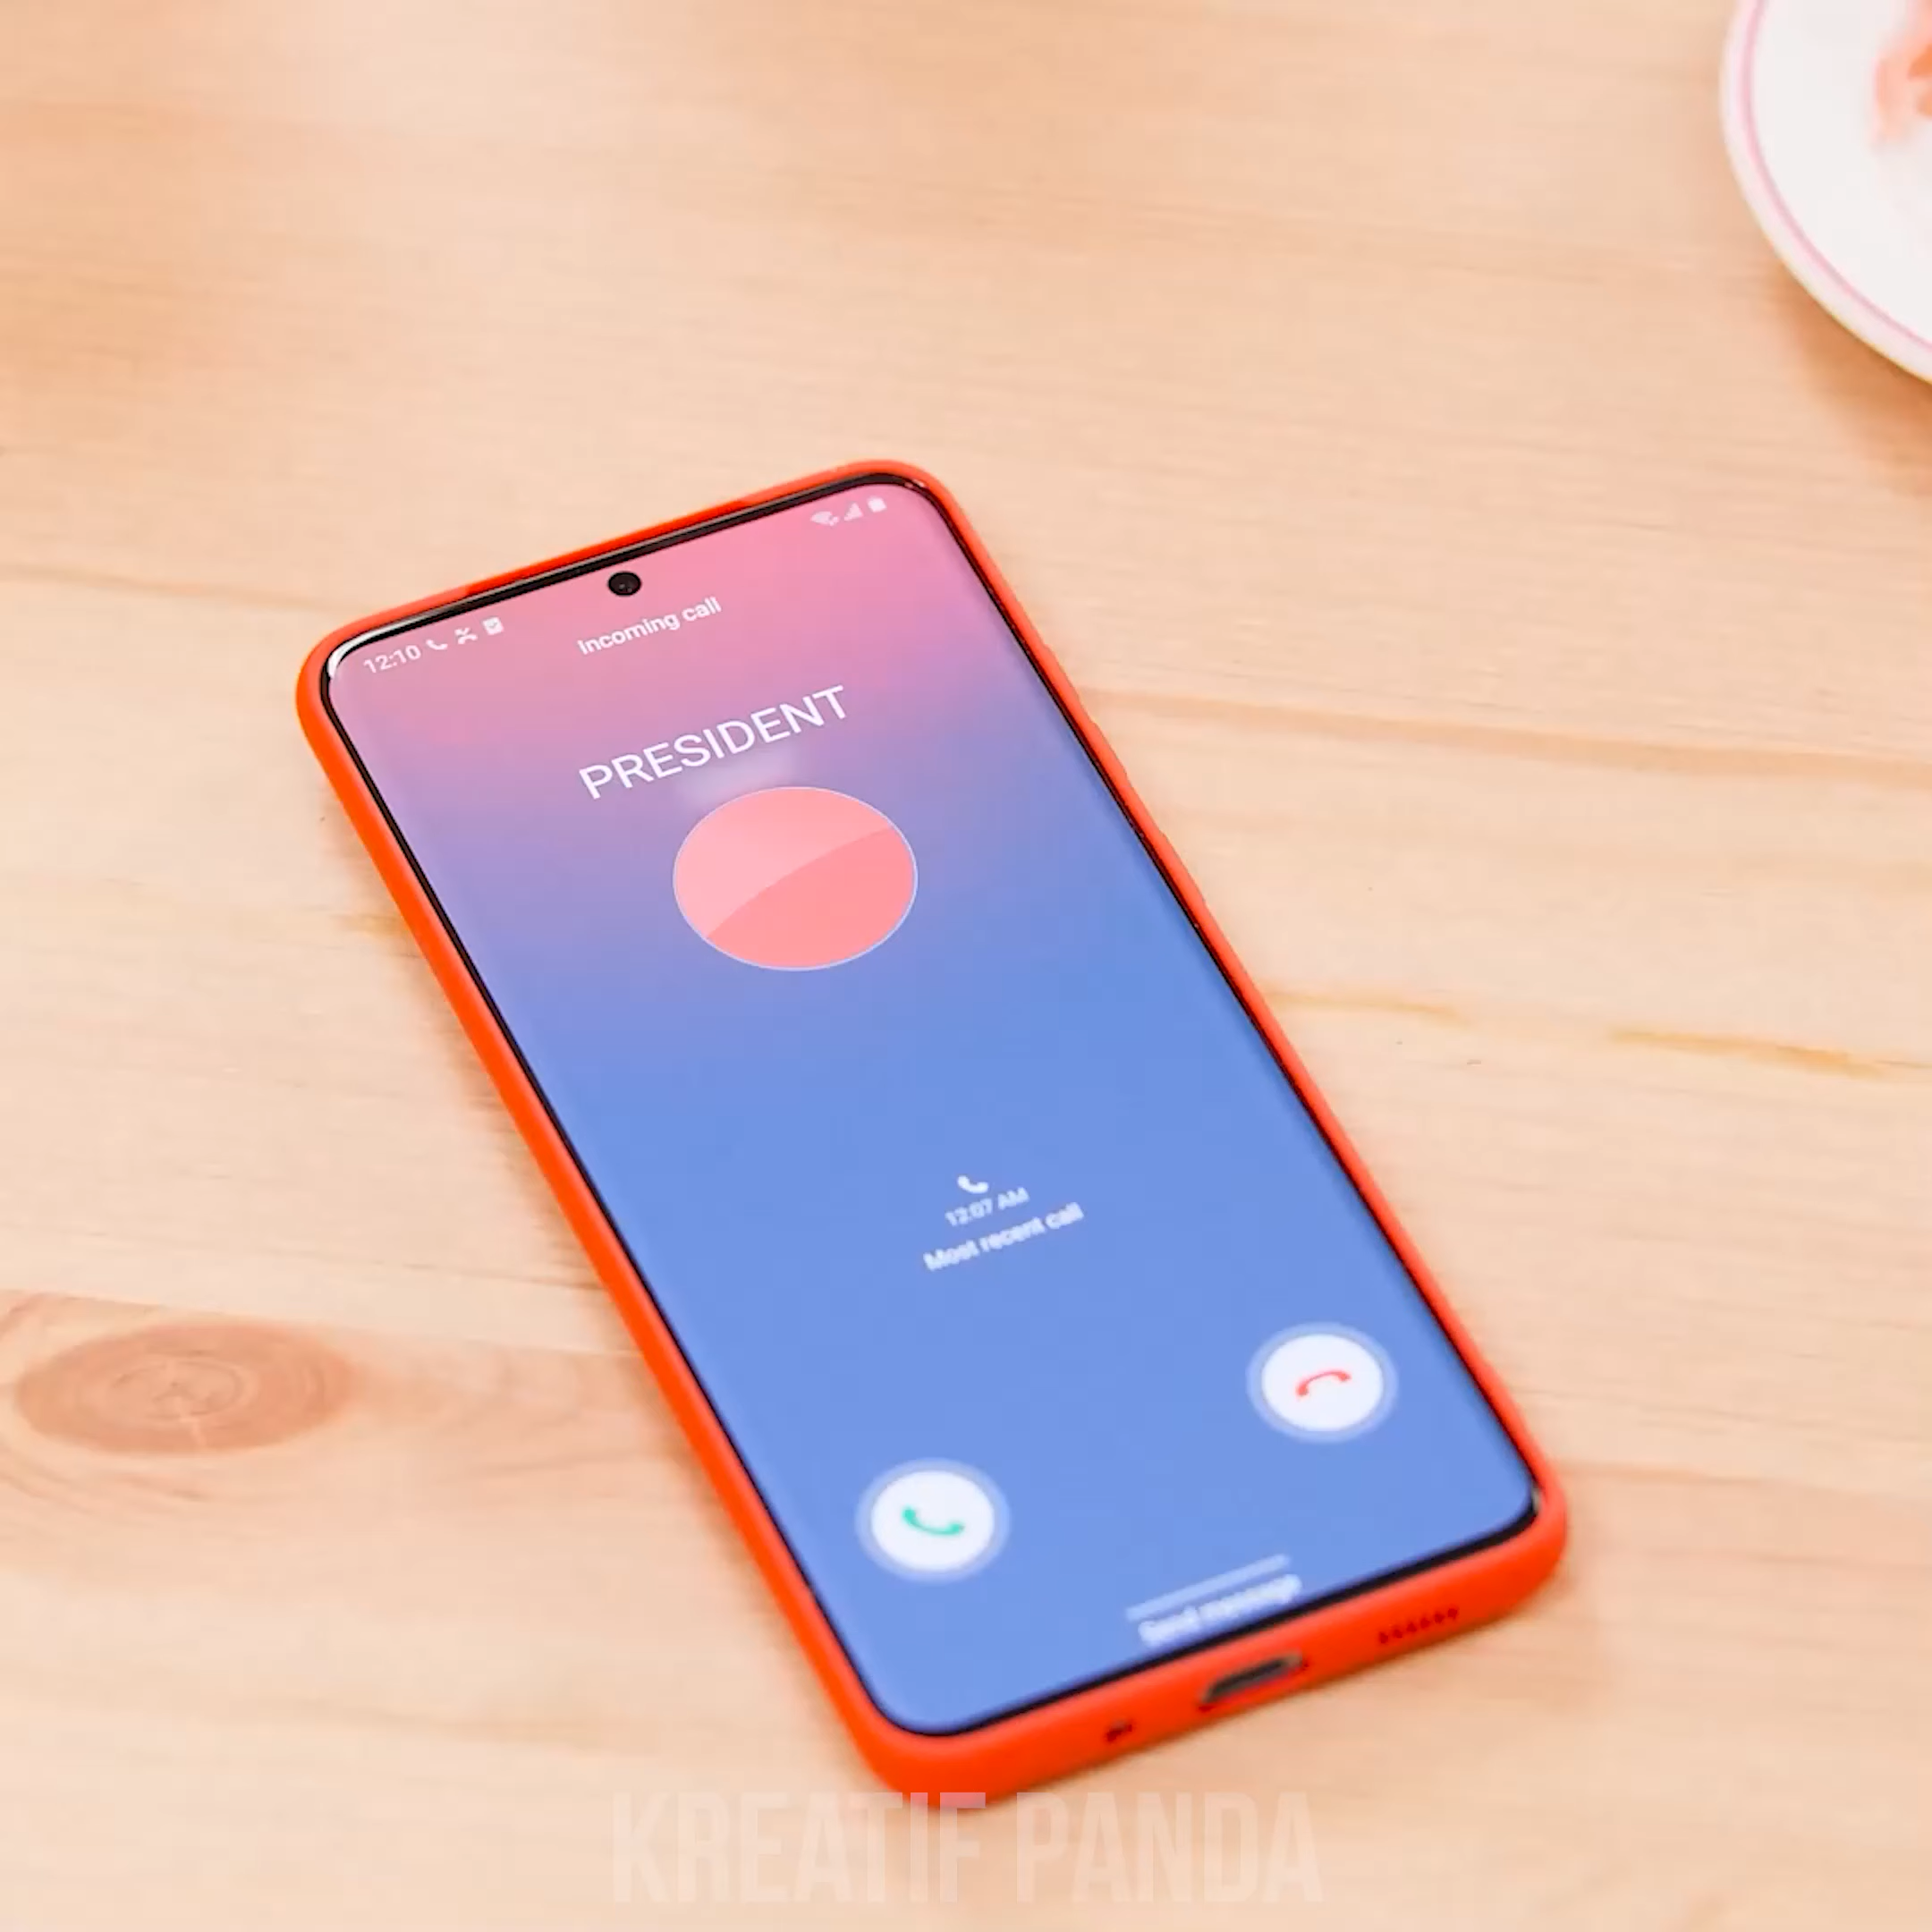 12:10
Incoming call
PRESIDENT
12:07 AM
Most recent call
Send message
KREATIF PANDA